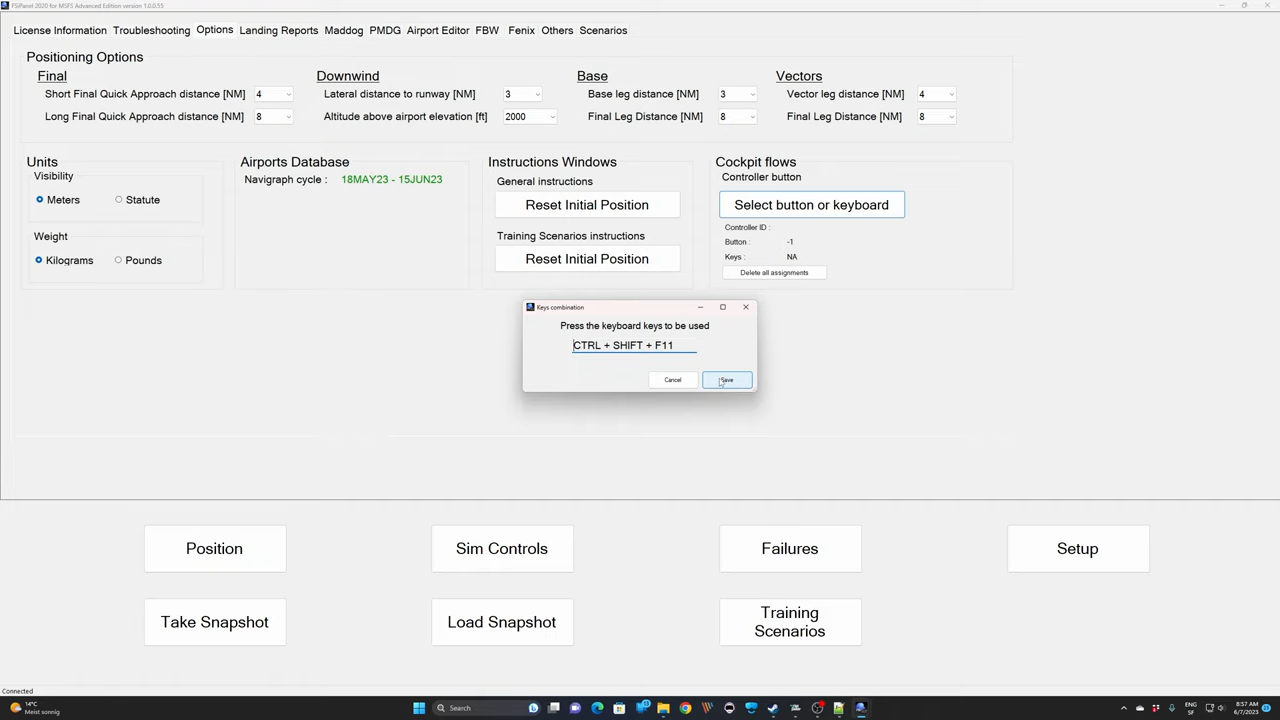 FSiPanel 2020 for MSFS Advanced Edition version 1.0.0.55
License Information Troubleshooting Options Landing Reports Maddog PMDG Airport Editor FBW Fenix Others Scenarios
Positioning Options
Final Downwind Base Vectors
Short Final Quick Approach distance [NM] 4 Lateral distance to runway [NM] 3 Base leg distance [NM] 3 Vector leg distance [NM] 4
Long Final Quick Approach distance [NM] 8 Altitude above airport elevation [ft] 2000 Final Leg Distance [NM] 8 Final Leg Distance [NM] 8
Units Airports Database Instructions Windows Cockpit flows
Visibility Navigraph cycle : 18MAY23 - 15JUN23 General instructions Controller button
Meters Statute Reset Initial Position Select button or keyboard
Controller ID :
Weight Training Scenarios instructions Button : -1
Kilograms Pounds Reset Initial Position Keys : NA
Delete all assignments
Keys combination
Press the keyboard keys to be used
CTRL + SHIFT + F11
Cancel Save
Position Sim Controls Failures Setup
Take Snapshot Load Snapshot Training
Scenarios
Connected
14°C
Meist sonnig
Search
ENG
SF
8:57 AM
6/7/2023